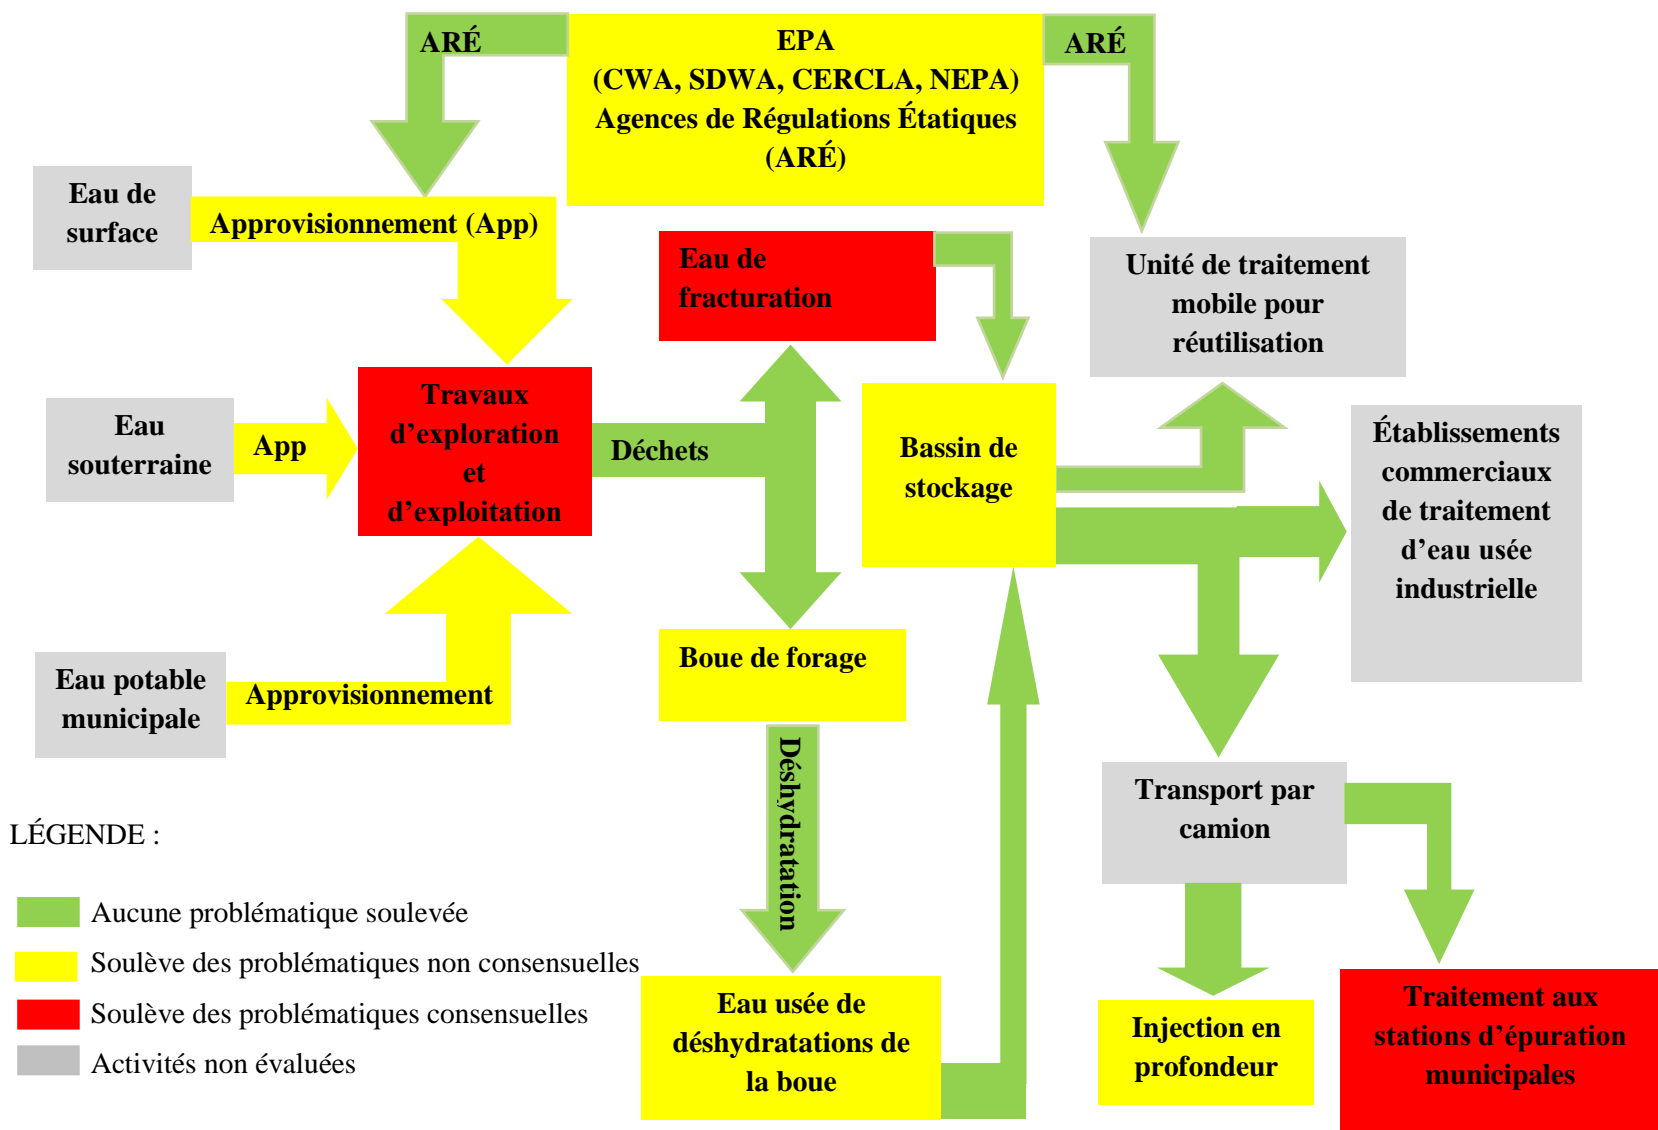 ARÉ
EPA
(CWA, SDWA, CERCLA, NEPA)
Agences de Régulations Étatiques
(ARÉ)
ARÉ
Eau de
surface
Approvisionnement (App)
Eau de
fracturation
Unité de traitement
mobile pour
réutilisation
Eau
souterraine
App
Travaux
d’exploration
et
d’exploitation
Déchets
Bassin de
stockage
Établissements
commerciaux
de traitement
d’eau usée
industrielle
Eau potable
municipale
Approvisionnement
Boue de forage
Déshydratation
Transport par
camion
LÉGENDE :
Aucune problématique soulevée
Soulève des problématiques non consensuelles
Soulève des problématiques consensuelles
Activités non évaluées
Eau usée de
déshydratations de
la boue
Injection en
profondeur
Traitement aux
stations d’épuration
municipales